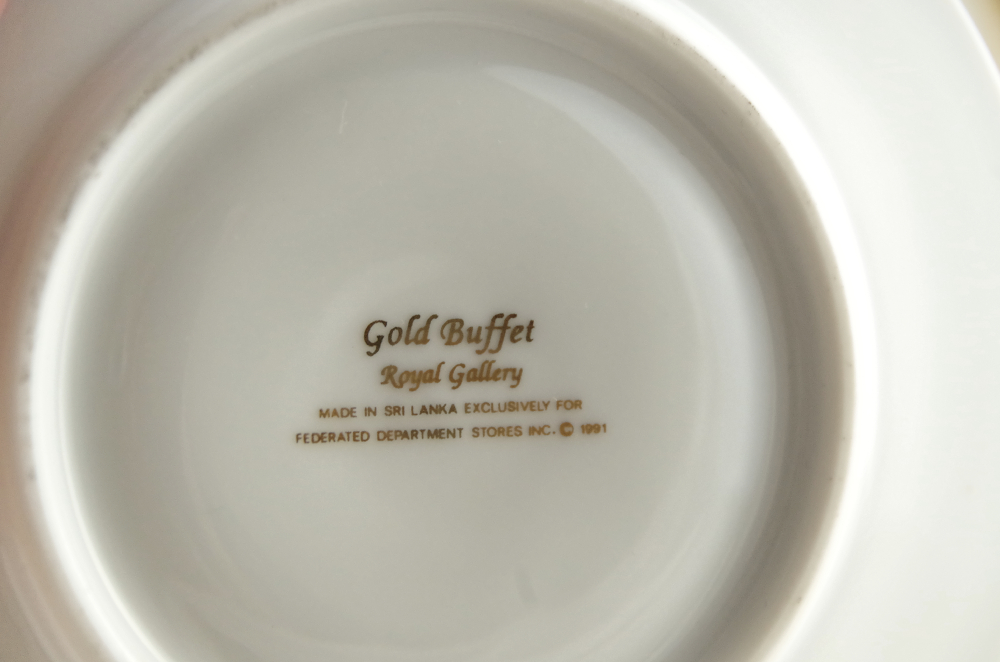 Gold Buffet
Royal Gallery
MADE IN SRI LANKA EXCLUSIVELY FOR
FEDERATED DEPARTMENT STORES INC. © 1991